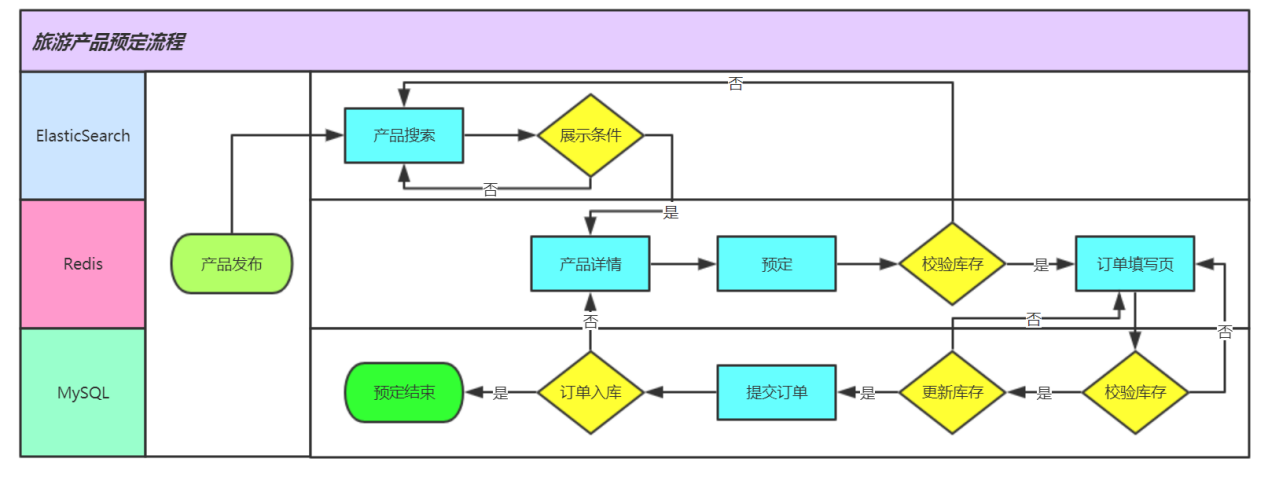 旅游产品预定流程
否
ElasticSearch
产品搜索
展示条件
否
是
Redis
产品发布
产品详情
预定
校验库存
是
订单填写页
否
否
否
MySQL
预定结束
是
订单入库
提交订单
是
更新库存
是
校验库存